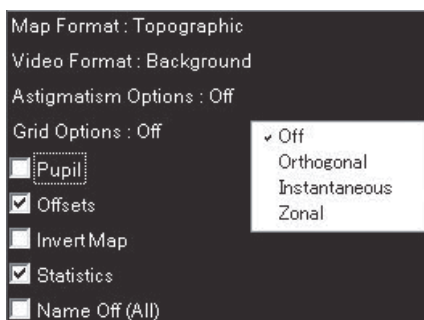 Map Format : Topographic
Video Format : Background
Astigmatism Options : Off
Grid Options : Off
Pupil
Offsets
Invert Map
Statistics
Name Off (All)
Off
Orthogonal
Instantaneous
Zonal